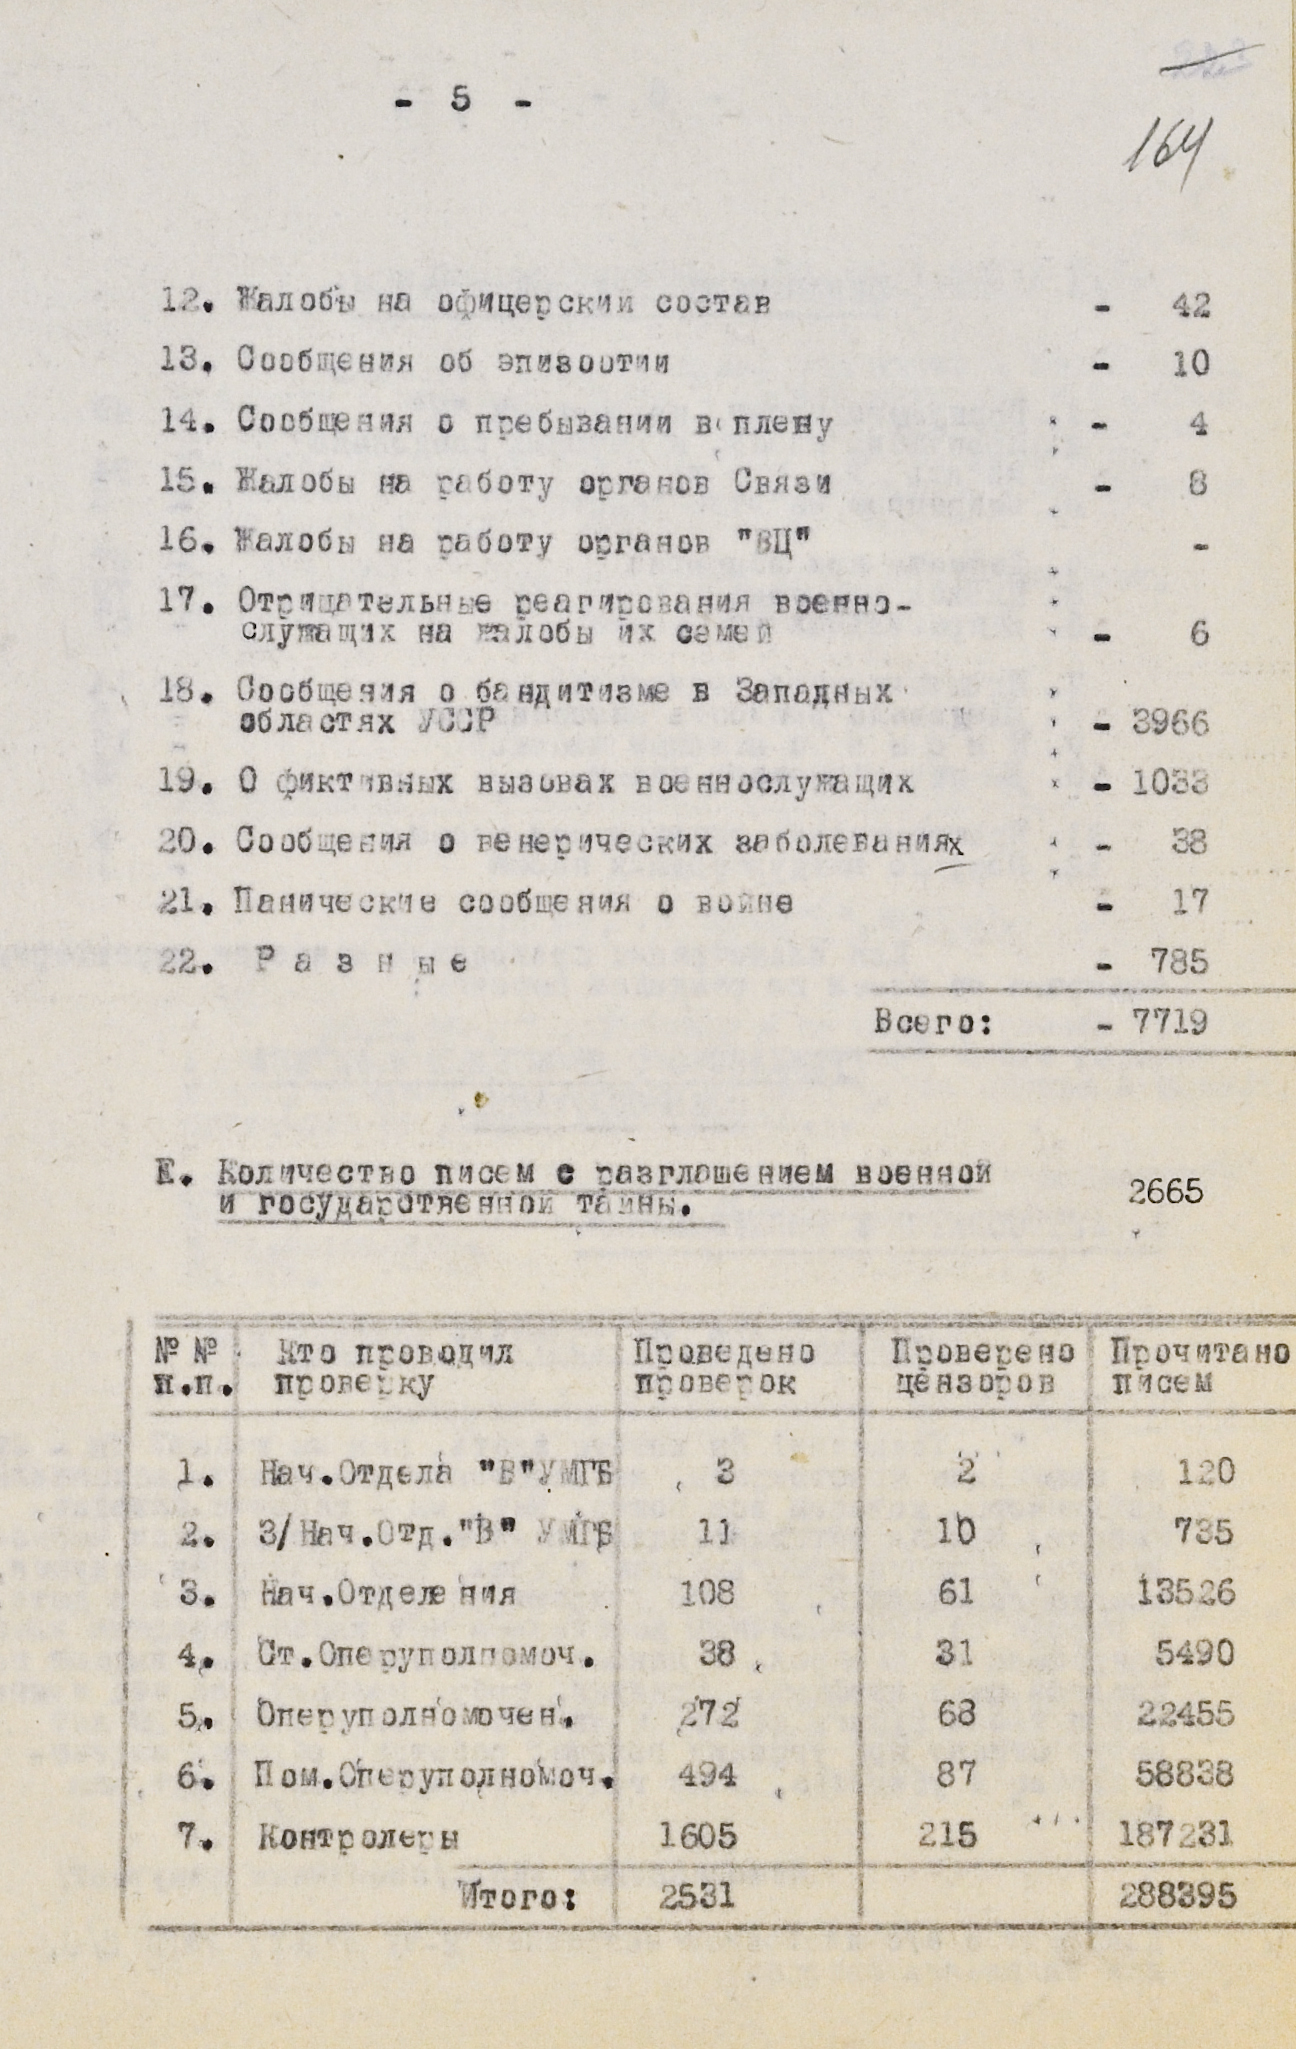 - 5 -
164
12. Жалобы на офицерский состав - 42
13. Сообщения об эпизоотии - 10
14. Сообщения о пребывании в плену - 4
15. Жалобы на работу органов Связи - 8
16. Жалобы на работу органов "ВЦ" -
17. Отрицательные реагирования военно-
служащих на жалобы их семей - 6
18. Сообщения о бандитизме в Западных
областях УССР - 3966
19. О фиктивных вызовах военнослужащих - 1033
20. Сообщения о венерических заболеваниях - 38
21. Панические сообщения о войне - 17
22. Р а з н ы е - 785
Всего: - 7719
Е. Количество писем с разглашением военной
и государственной тайны. 2665
№ № Кто проводил Проведено Проверено Прочитано
п.п. проверку проверок цензоров писем
1. Нач.Отдела "В"УМГБ 3 2 120
2. З/Нач.Отд."В" УМГБ 11 10 735
3. Нач.Отделения 108 61 13526
4. Ст.Оперуполномоч. 38 31 5490
5. Оперуполномочен. 272 68 22455
6. Пом.Оперуполномоч. 494 87 58838
7. Контролеры 1605 215 187231
Итого: 2531 288395